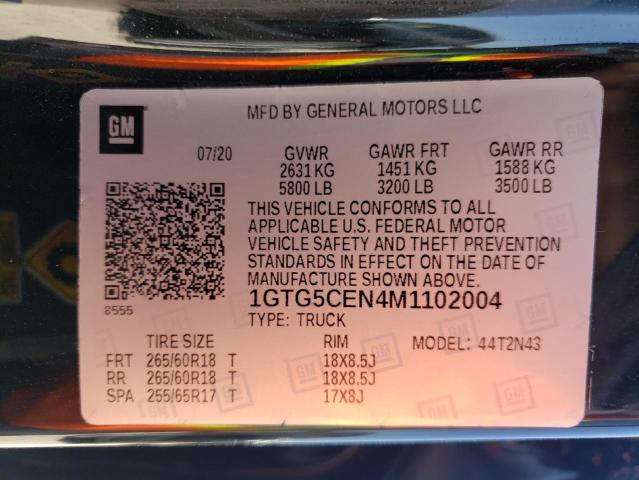 GM
MFD BY GENERAL MOTORS LLC
07/20 GVWR GAWR FRT GAWR RR
2631 KG 1451 KG 1588 KG
5800 LB 3200 LB 3500 LB
THIS VEHICLE CONFORMS TO ALL
APPLICABLE U.S. FEDERAL MOTOR
VEHICLE SAFETY AND THEFT PREVENTION
STANDARDS IN EFFECT ON THE DATE OF
MANUFACTURE SHOWN ABOVE.
8555
1GTG5CEN4M1102004
TYPE: TRUCK
TIRE SIZE RIM MODEL: 44T2N43
FRT 265/60R18 T 18X8.5J
RR 265/60R18 T 18X8.5J
SPA 255/65R17 T 17X8J